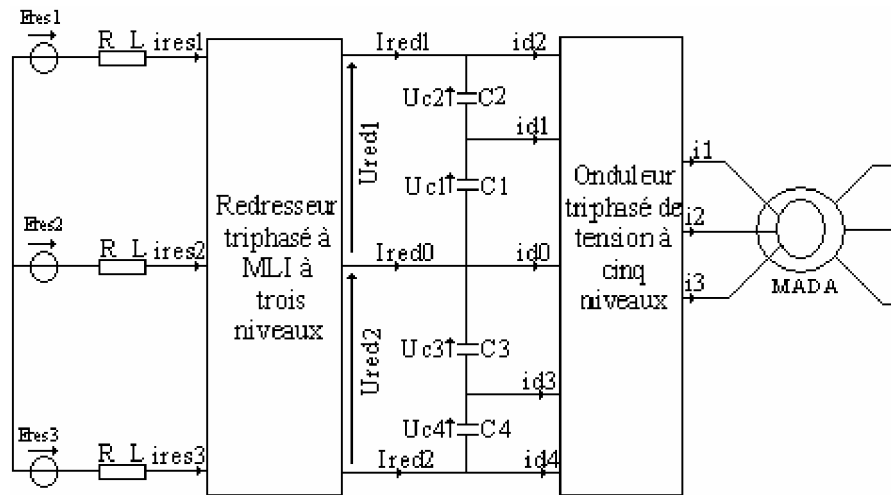 Eres1
R L ires1
Ired1
id2
Uc2 C2
id1
Ured1
Uc1 C1
Redresseur
triphasé à
MLI à
trois
niveaux
Onduleur
triphasé de
tension à
cinq
niveaux
i1
i2
i3
MADA
Eres2
R L ires2
Ired0
id0
Ured2
Uc3 C3
id3
Uc4 C4
Eres3
R L ires3
Ired2
id4